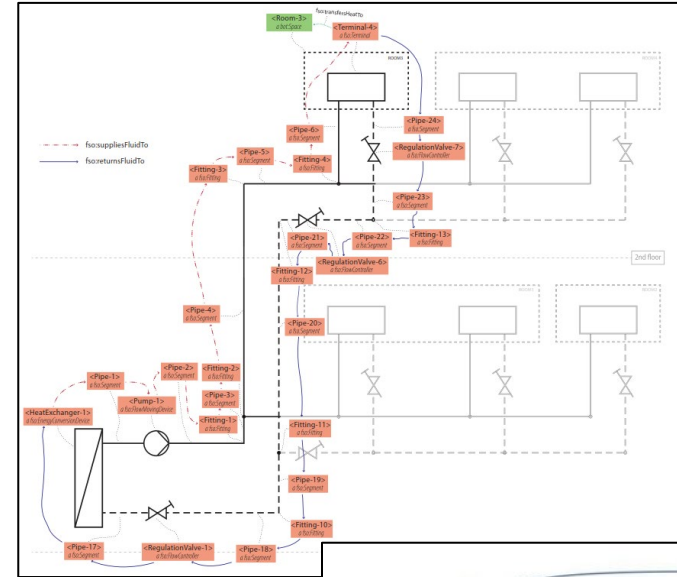 <Room-3>
a bot:Space
fso:transfersHeatTo
<Terminal-4>
a fso:Terminal
ROOM3
ROOM3
<Pipe-24>
a fso:Segment
<Pipe-6>
a fso:Segment
fso:suppliesFluidTo
fso:returnsFluidTo
<Pipe-5>
a fso:Segment
<RegulationValve-7>
a fso:FlowController
<Fitting-4>
a fso:Fitting
<Fitting-3>
a fso:Fitting
<Pipe-23>
a fso:Segment
<Pipe-21>
a fso:Segment
<Pipe-22>
a fso:Segment
<Fitting-13>
a fso:Fitting
2nd floor
<RegulationValve-6>
a fso:FlowController
<Fitting-12>
a fso:Fitting
<Pipe-4>
a fso:Segment
<Pipe-20>
a fso:Segment
<Pipe-1>
a fso:Segment
<Pipe-2>
a fso:Segment
<Fitting-2>
a fso:Fitting
<HeatExchanger-1>
a fso:EnergyConversionDevice
<Pump-1>
a fso:FlowMovingDevice
<Pipe-3>
a fso:Segment
<Fitting-1>
a fso:Fitting
<Fitting-11>
a fso:Fitting
<Pipe-19>
a fso:Segment
<Fitting-10>
a fso:Fitting
<Pipe-17>
a fso:Segment
<RegulationValve-1>
a fso:FlowController
<Pipe-18>
a fso:Segment